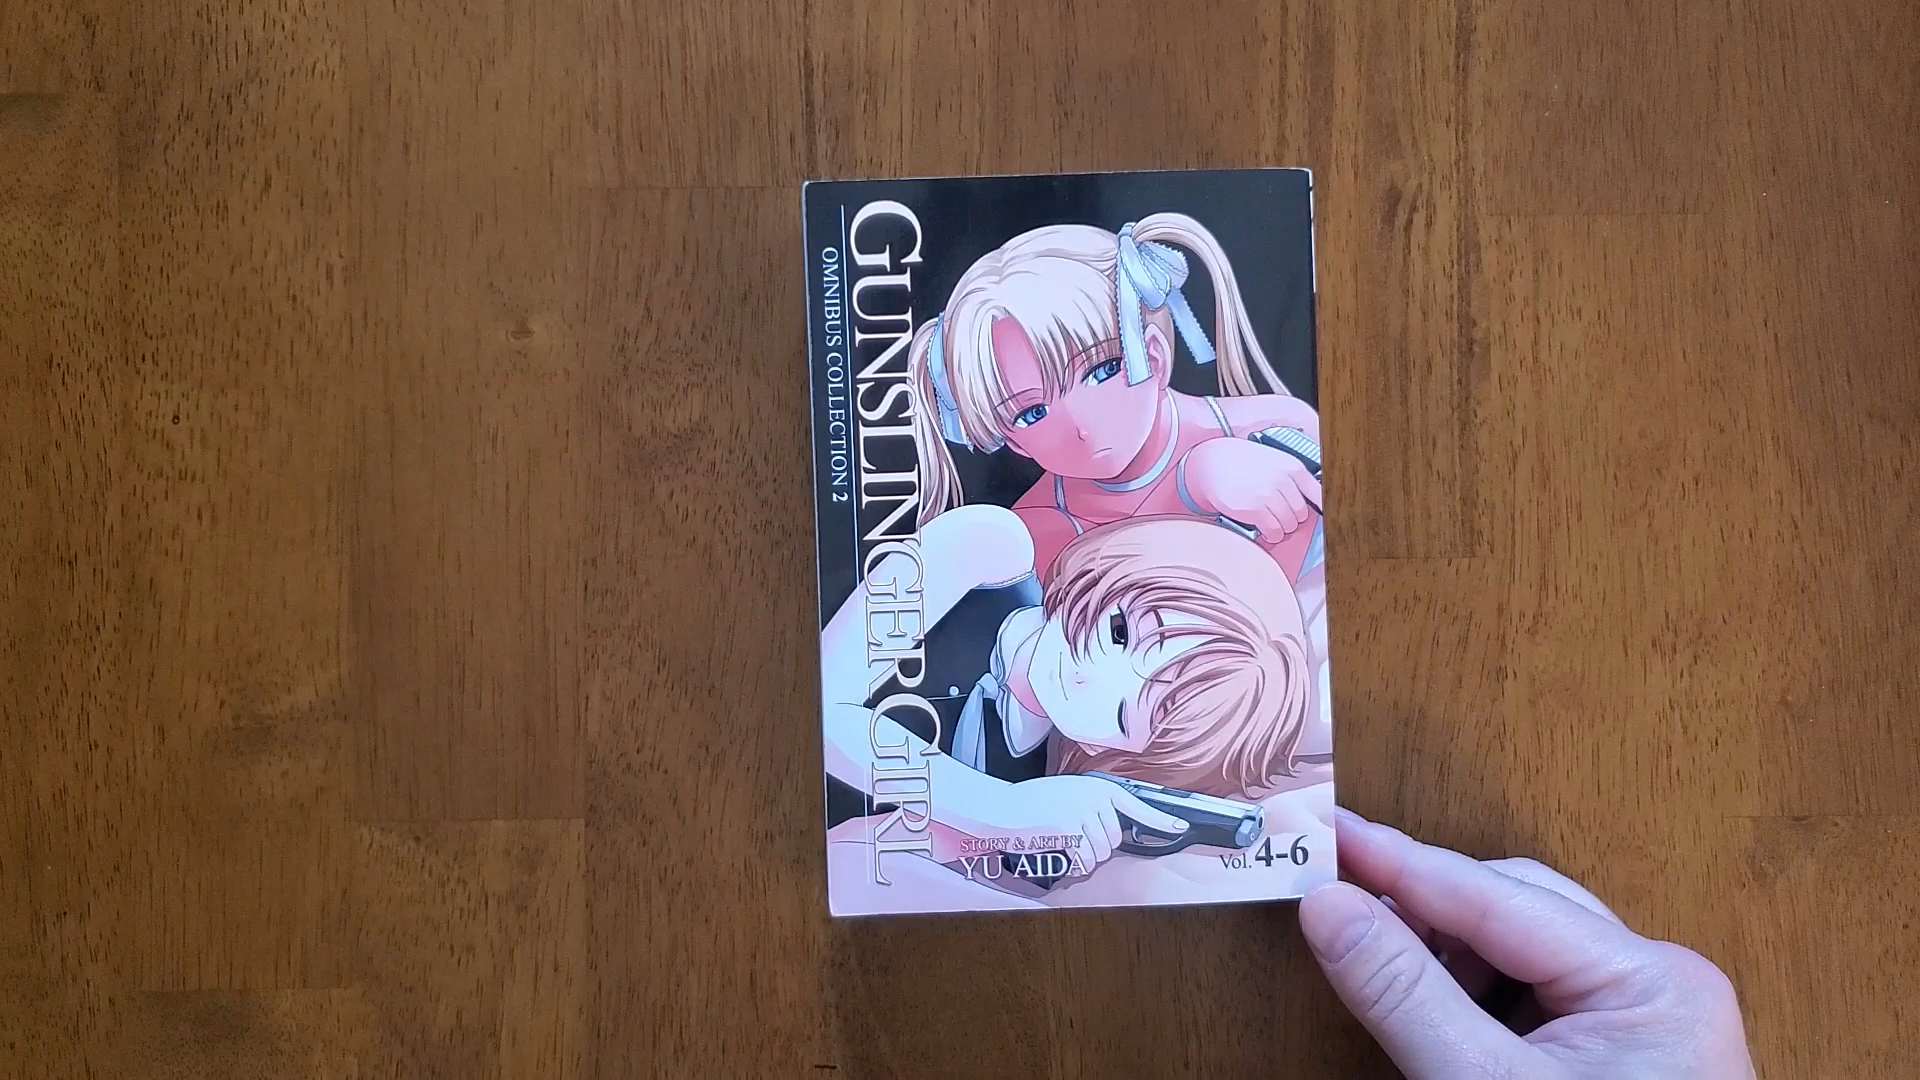 GUNSLINGER GIRL
OMNIBUS COLLECTION 2
STORY & ART BY
YU AIDA
Vol. 4-6